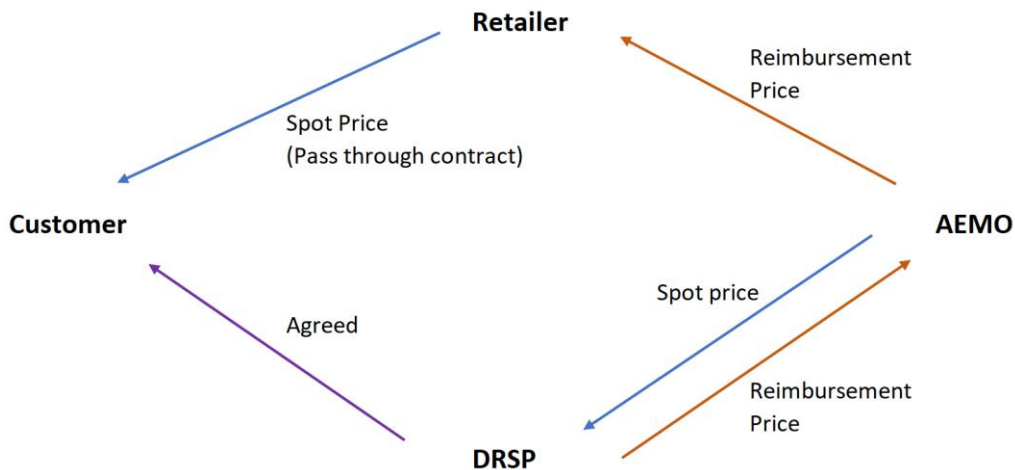 Retailer
Reimbursement
Price
Spot Price
(Pass through contract)
Customer
AEMO
Spot price
Agreed
Reimbursement
Price
DRSP